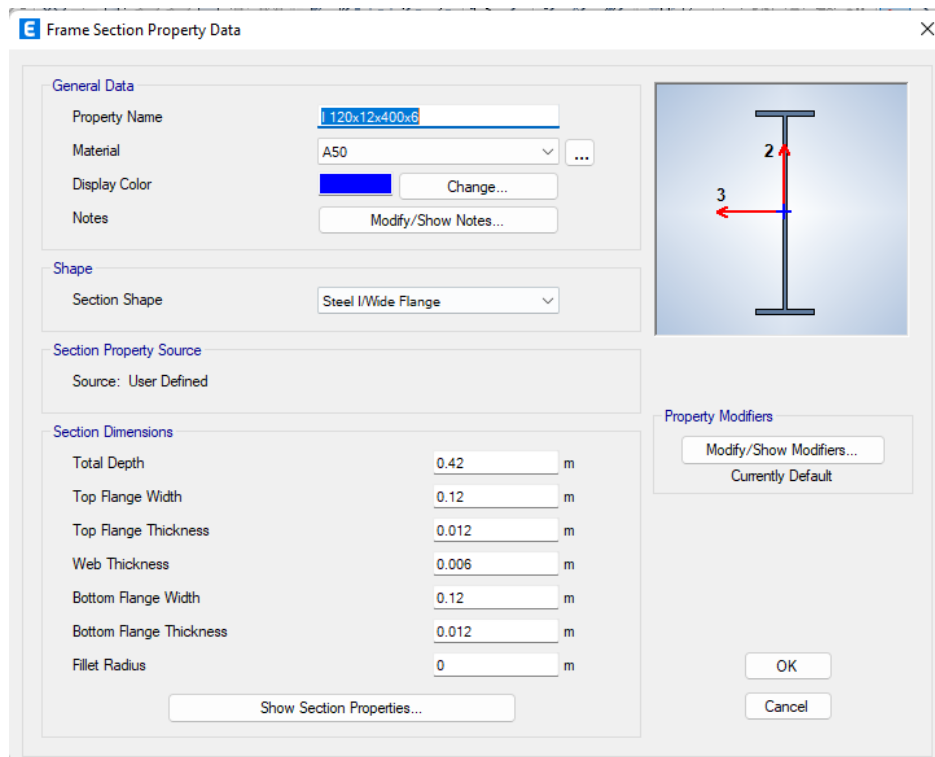 E Frame Section Property Data
General Data
Property Name I 120x12x400x6
Material A50 ...
Display Color Change...
Notes Modify/Show Notes...
Shape
Section Shape Steel I/Wide Flange
Section Property Source
Source: User Defined
Section Dimensions
Total Depth 0.42 m
Top Flange Width 0.12 m
Top Flange Thickness 0.012 m
Web Thickness 0.006 m
Bottom Flange Width 0.12 m
Bottom Flange Thickness 0.012 m
Fillet Radius 0 m
Show Section Properties...
2
3
Property Modifiers
Modify/Show Modifiers...
Currently Default
OK
Cancel